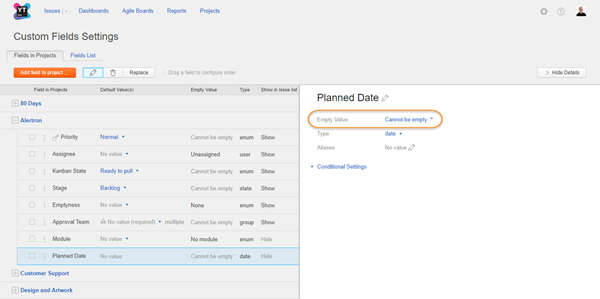 YT
Issues Dashboards Agile Boards Reports Projects
Custom Fields Settings
Fields in Projects Fields List
Add field to project ... Replace Drag a field to configure order Hide Details
Field in Projects Default Value(s) Empty Value Type Show in Issue list
80 Days
Alertron
Priority Normal Cannot be empty enum Show
Assignee No value Unassigned user Show
Kanban State Ready to pull Cannot be empty enum Show
Stage Backlog Cannot be empty state Show
Emptyness No value None enum Show
Approval Team No value (required) multiple Cannot be empty group Show
Module No value No module enum Hide
Planned Date No value Cannot be empty date Hide
Customer Support
Design and Artwork
Planned Date
Empty Value Cannot be empty
Type date
Aliases No value
Conditional Settings